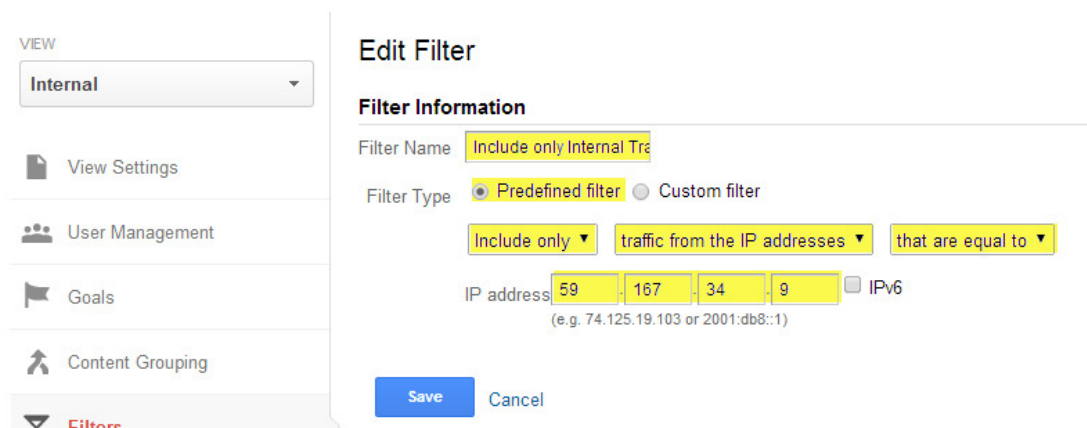 VIEW
Internal
View Settings
User Management
Goals
Content Grouping
Filters
Edit Filter
Filter Information
Filter Name Include only Internal Tra
Filter Type Predefined filter Custom filter
Include only traffic from the IP addresses that are equal to
IP address 59 . 167 . 34 . 9 IPv6
(e.g. 74.125.19.103 or 2001:db8::1)
Save Cancel